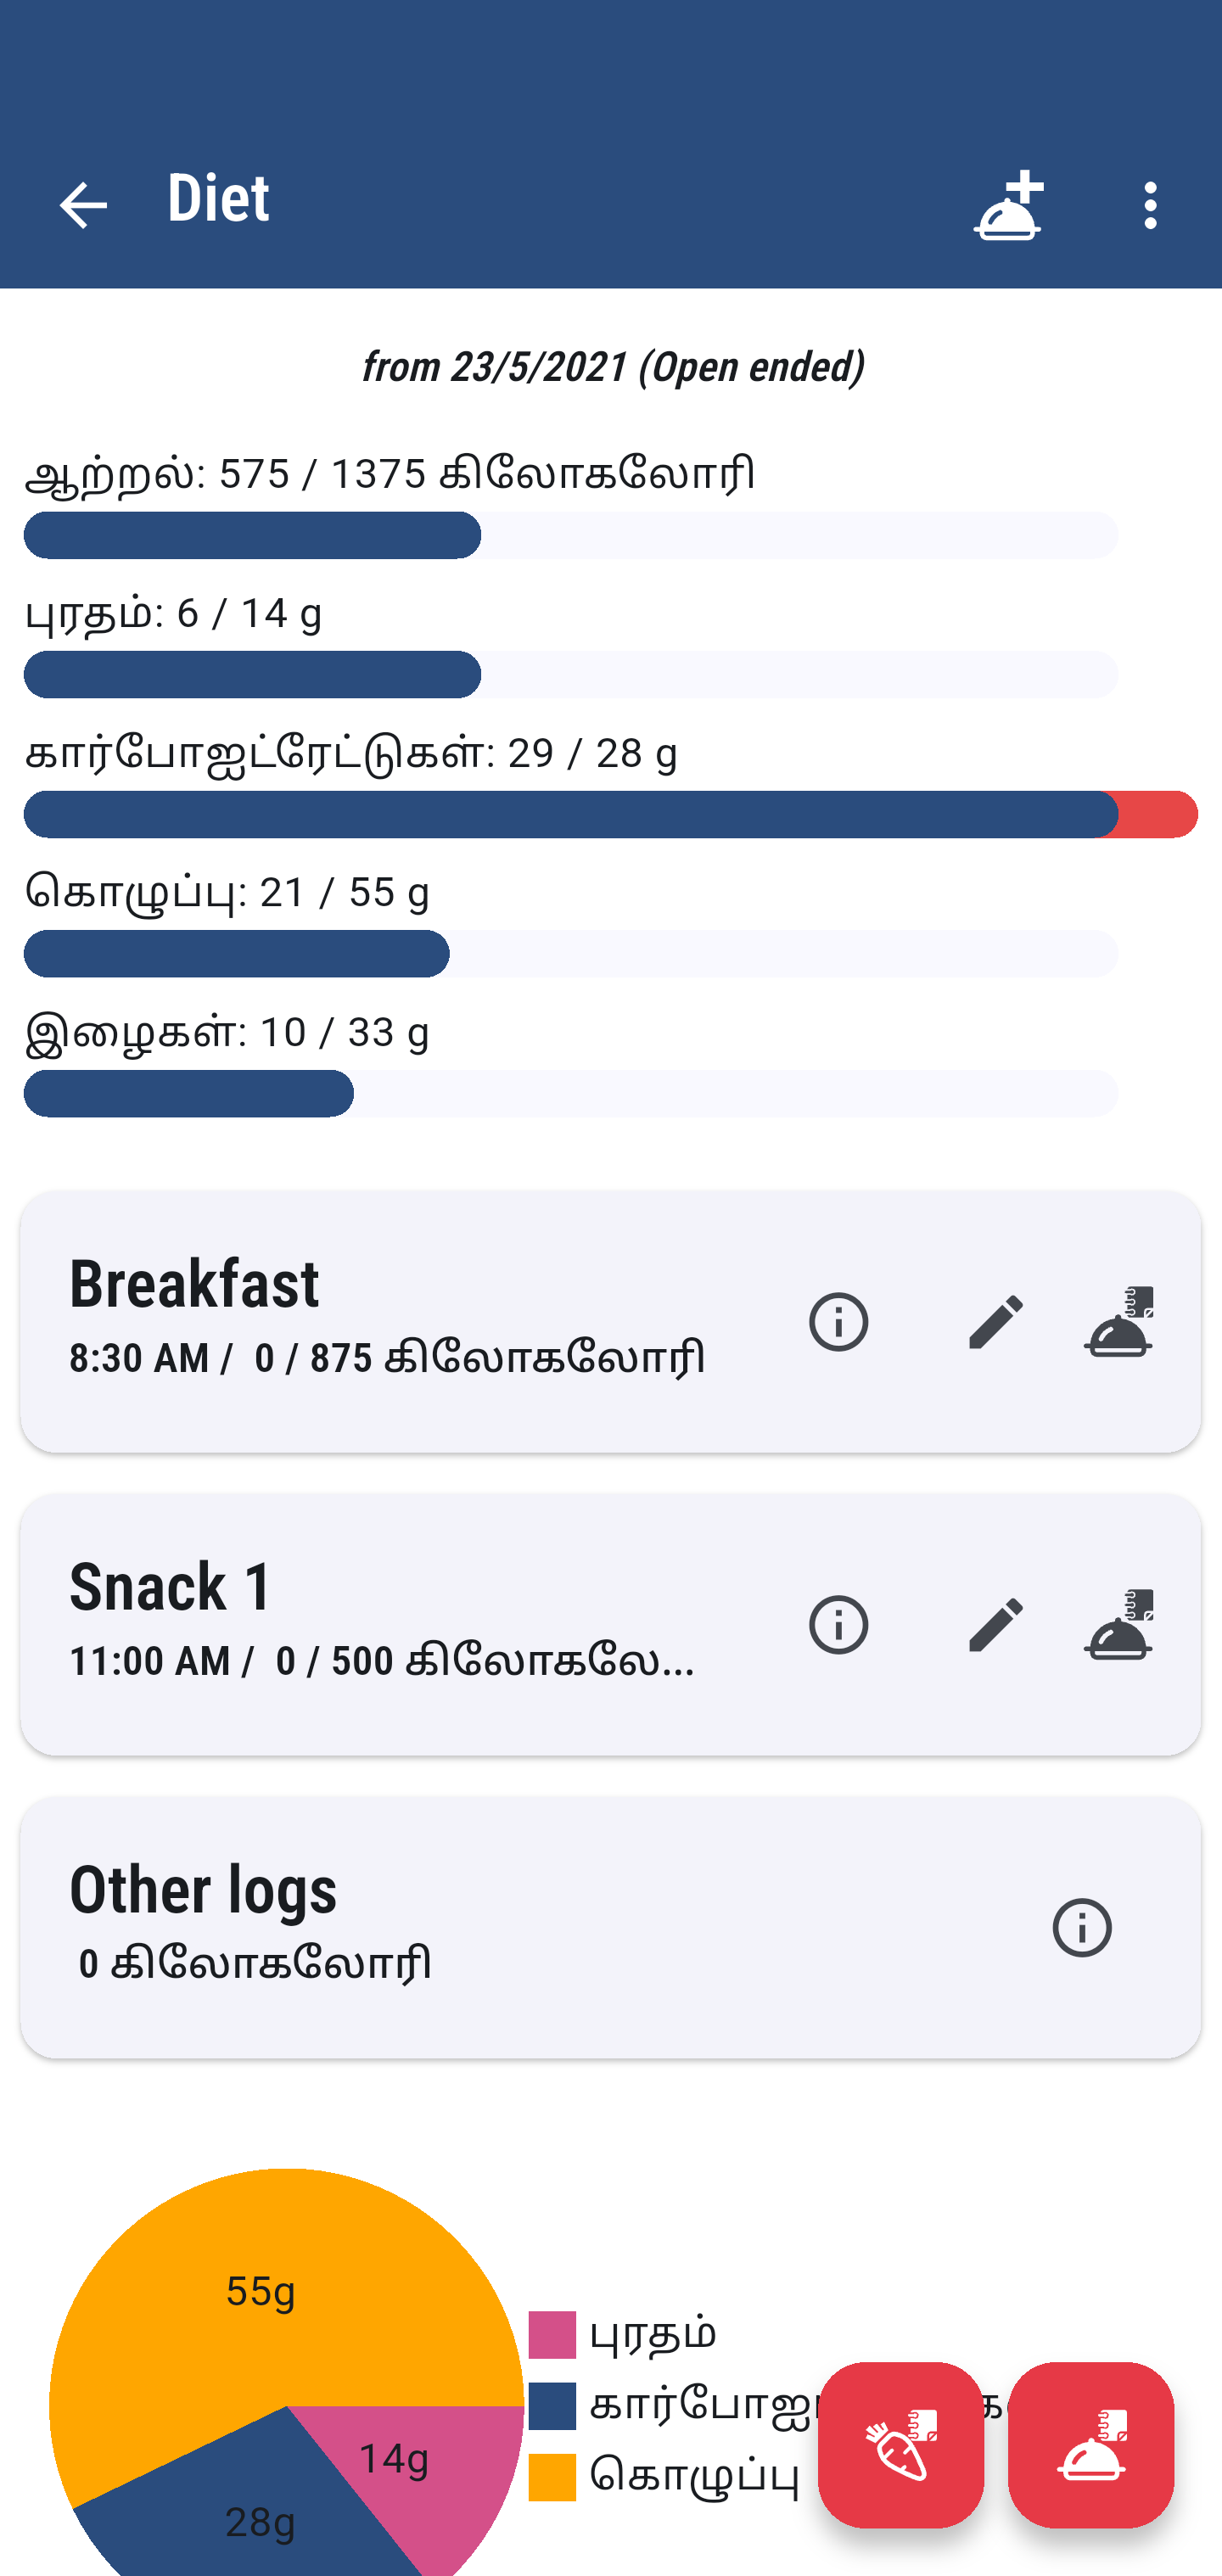 Diet
from 23/5/2021 (Open ended)
ஆற்றல்: 575 / 1375 கிலோகலோரி
புரதம்: 6 / 14 g
கார்போஐட்ரேட்டுகள்: 29 / 28 g
கொழுப்பு: 21 / 55 g
இழைகள்: 10 / 33 g
Breakfast
8:30 AM / 0 / 875 கிலோகலோரி
Snack 1
11:00 AM / 0 / 500 கிலோகலே...
Other logs
0 கிலோகலோரி
55g
14g
28g
புரதம்
கொழுப்பு